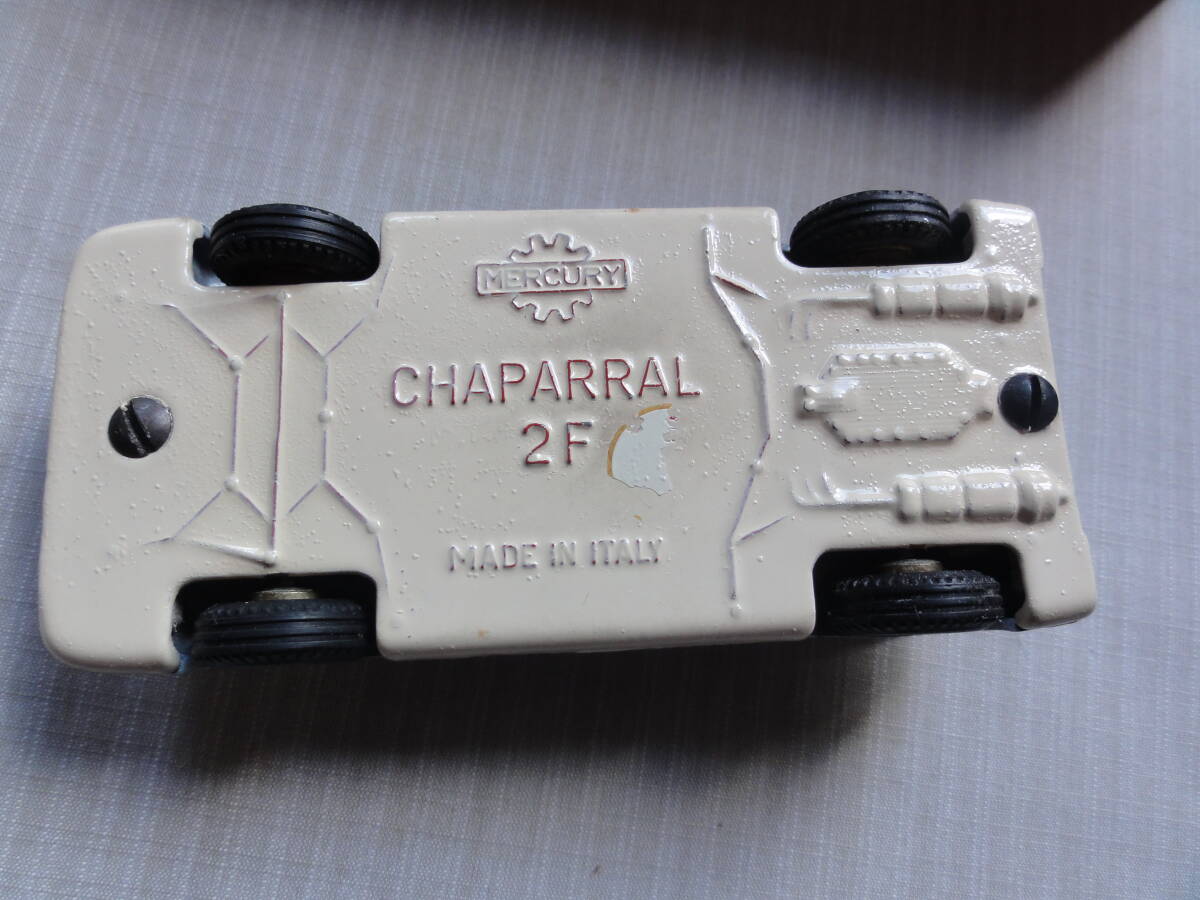 MERCURY
CHAPARRAL
2F
MADE IN ITALY